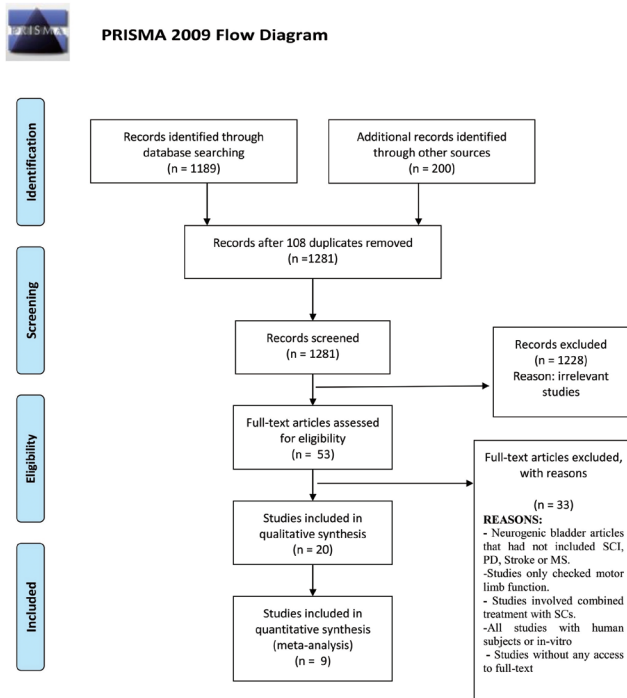 PRISMA
PRISMA 2009 Flow Diagram
Identification
Records identified through
database searching
(n = 1189)
Additional records identified
through other sources
(n = 200)
Records after 108 duplicates removed
(n =1281)
Screening
Records screened
(n = 1281)
Records excluded
(n = 1228)
Reason: irrelevant
studies
Eligibility
Full-text articles assessed
for eligibility
(n = 53)
Full-text articles excluded,
with reasons
(n = 33)
REASONS:
- Neurogenic bladder articles
that had not included SCI,
PD, Stroke or MS.
-Studies only checked motor
limb function.
- Studies involved combined
treatment with SCs.
-All studies with human
subjects or in-vitro
- Studies without any access
to full-text
Studies included in
qualitative synthesis
(n = 20)
Included
Studies included in
quantitative synthesis
(meta-analysis)
(n = 9)